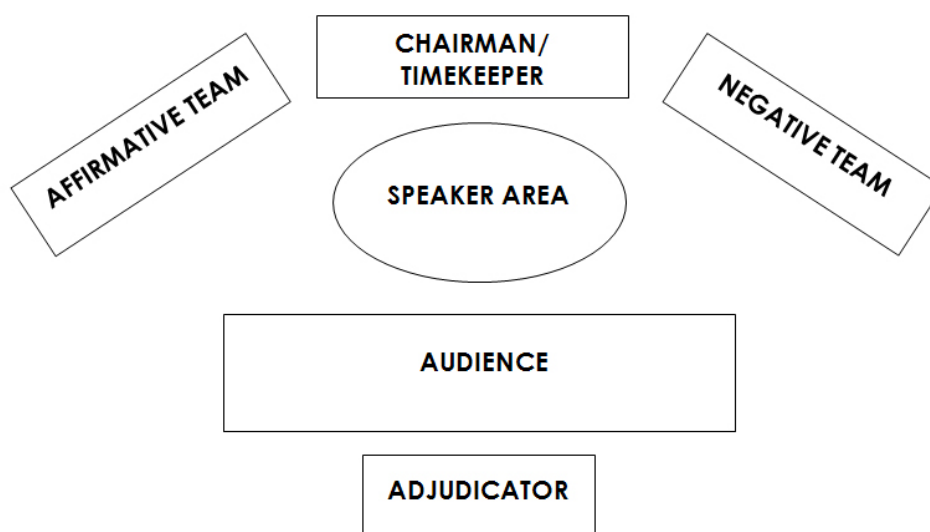 CHAIRMAN/
TIMEKEEPER
AFFIRMATIVE TEAM
NEGATIVE TEAM
SPEAKER AREA
AUDIENCE
ADJUDICATOR